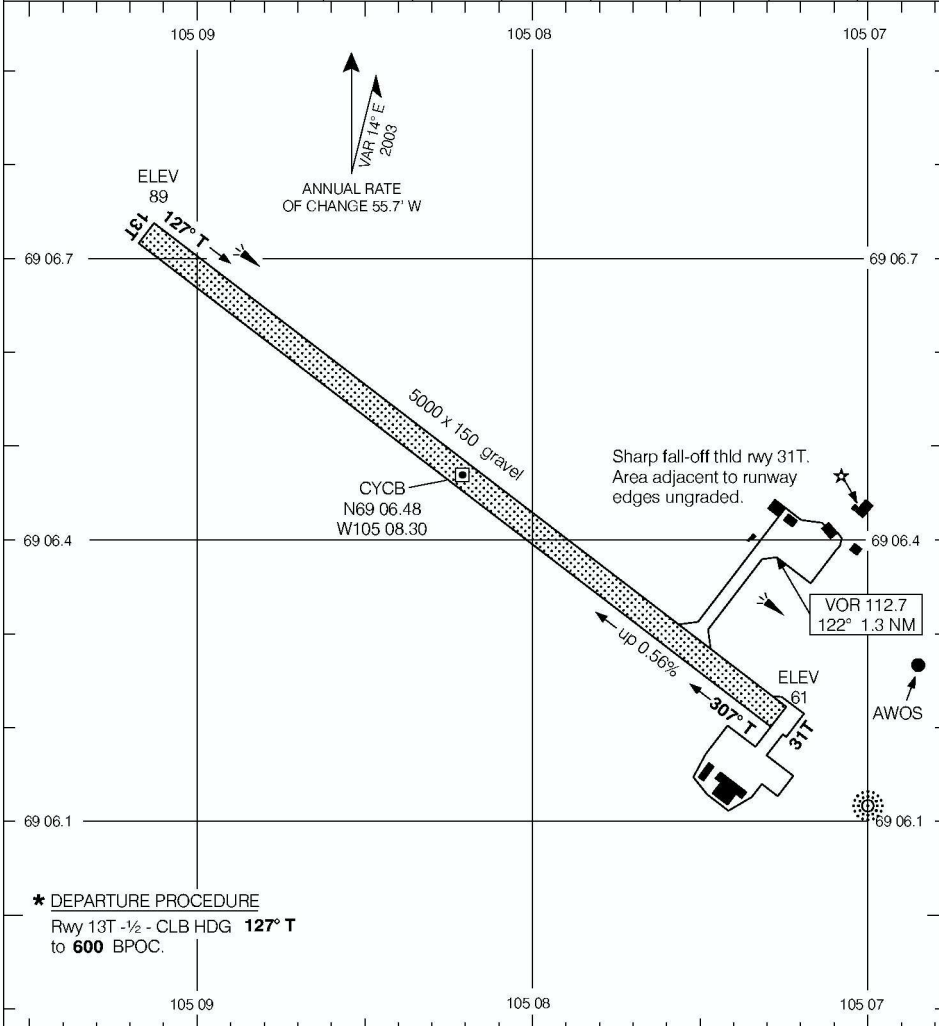 105 09
105 08
105 07
VAR 14° E
2003
ANNUAL RATE
OF CHANGE 55.7' W
ELEV
89
13T
127° T
69 06.7
69 06.7
5000 x 150 gravel
Sharp fall-off thld rwy 31T.
Area adjacent to runway
edges ungraded.
CYCB
N69 06.48
W105 08.30
69 06.4
69 06.4
VOR 112.7
122° 1.3 NM
up 0.56%
ELEV
61
307° T
31T
AWOS
69 06.1
69 06.1
* DEPARTURE PROCEDURE
Rwy 13T -½ - CLB HDG 127° T
to 600 BPOC.
105 09
105 08
105 07